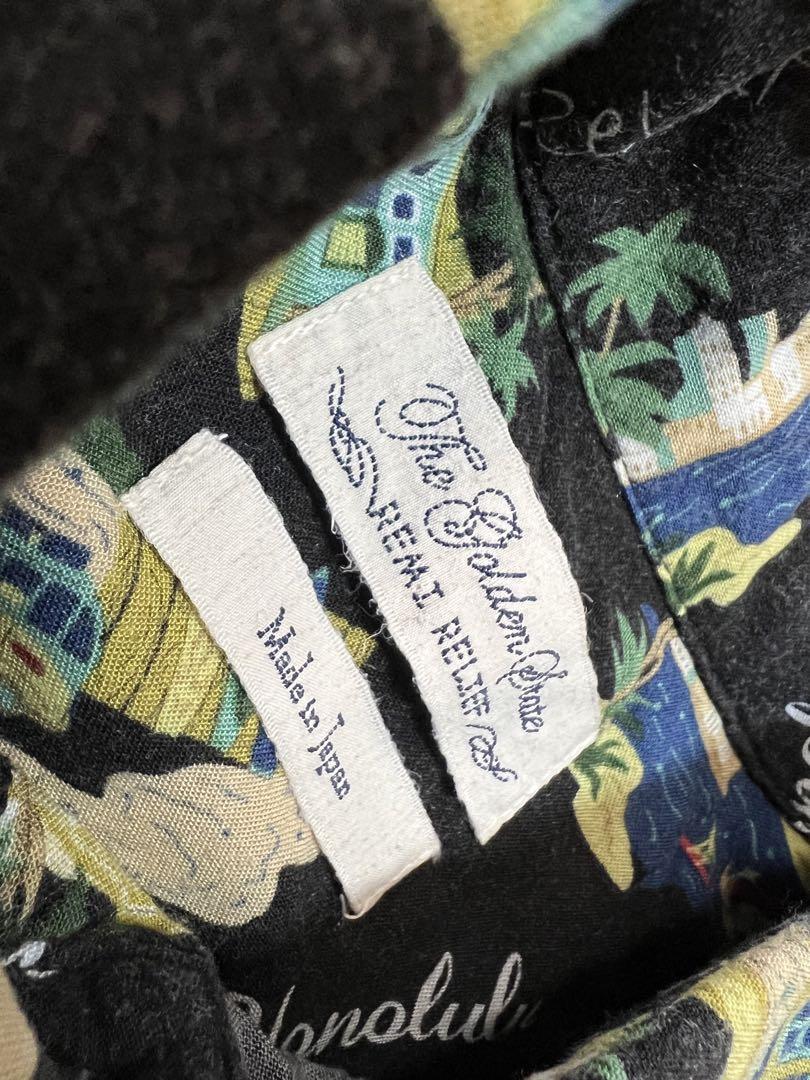 The Golden State
REMI RELIEF
Made in Japan
Honolulu